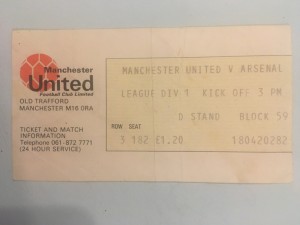 Manchester
United
Football Club Limited
OLD TRAFFORD
MANCHESTER M16 0RA
TICKET AND MATCH
INFORMATION
Telephone 061-872 7771
(24 HOUR SERVICE)
MANCHESTER UNITED V ARSENAL
LEAGUE DIV 1 KICK OFF 3 PM
D STAND BLOCK 59
ROW SEAT
3 182 £1.20 180420282